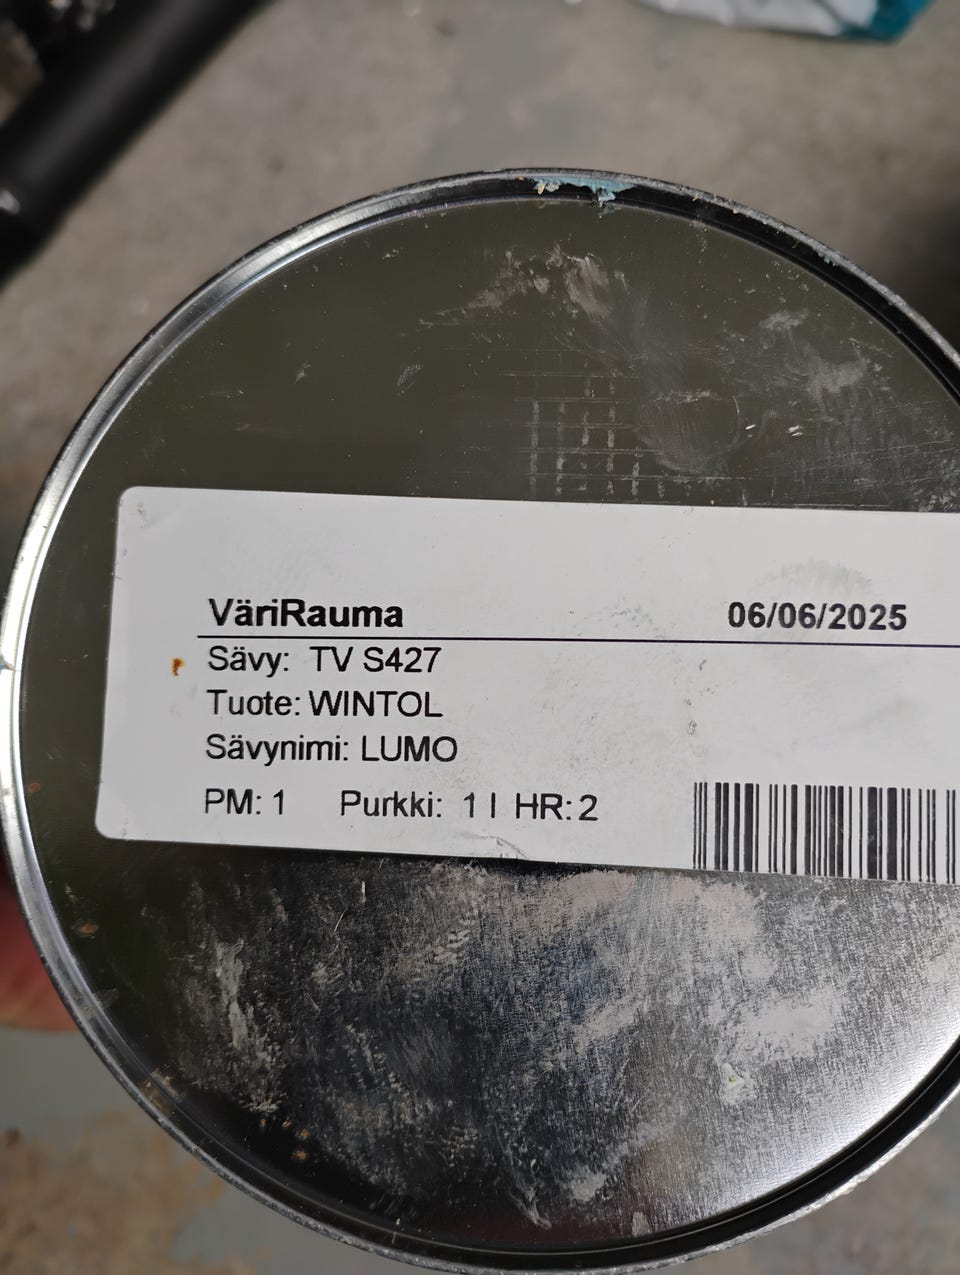 VäriRauma 06/06/2025
Sävy: TV S427
Tuote: WINTOL
Sävynimi: LUMO
PM: 1 Purkki: 1 l HR: 2